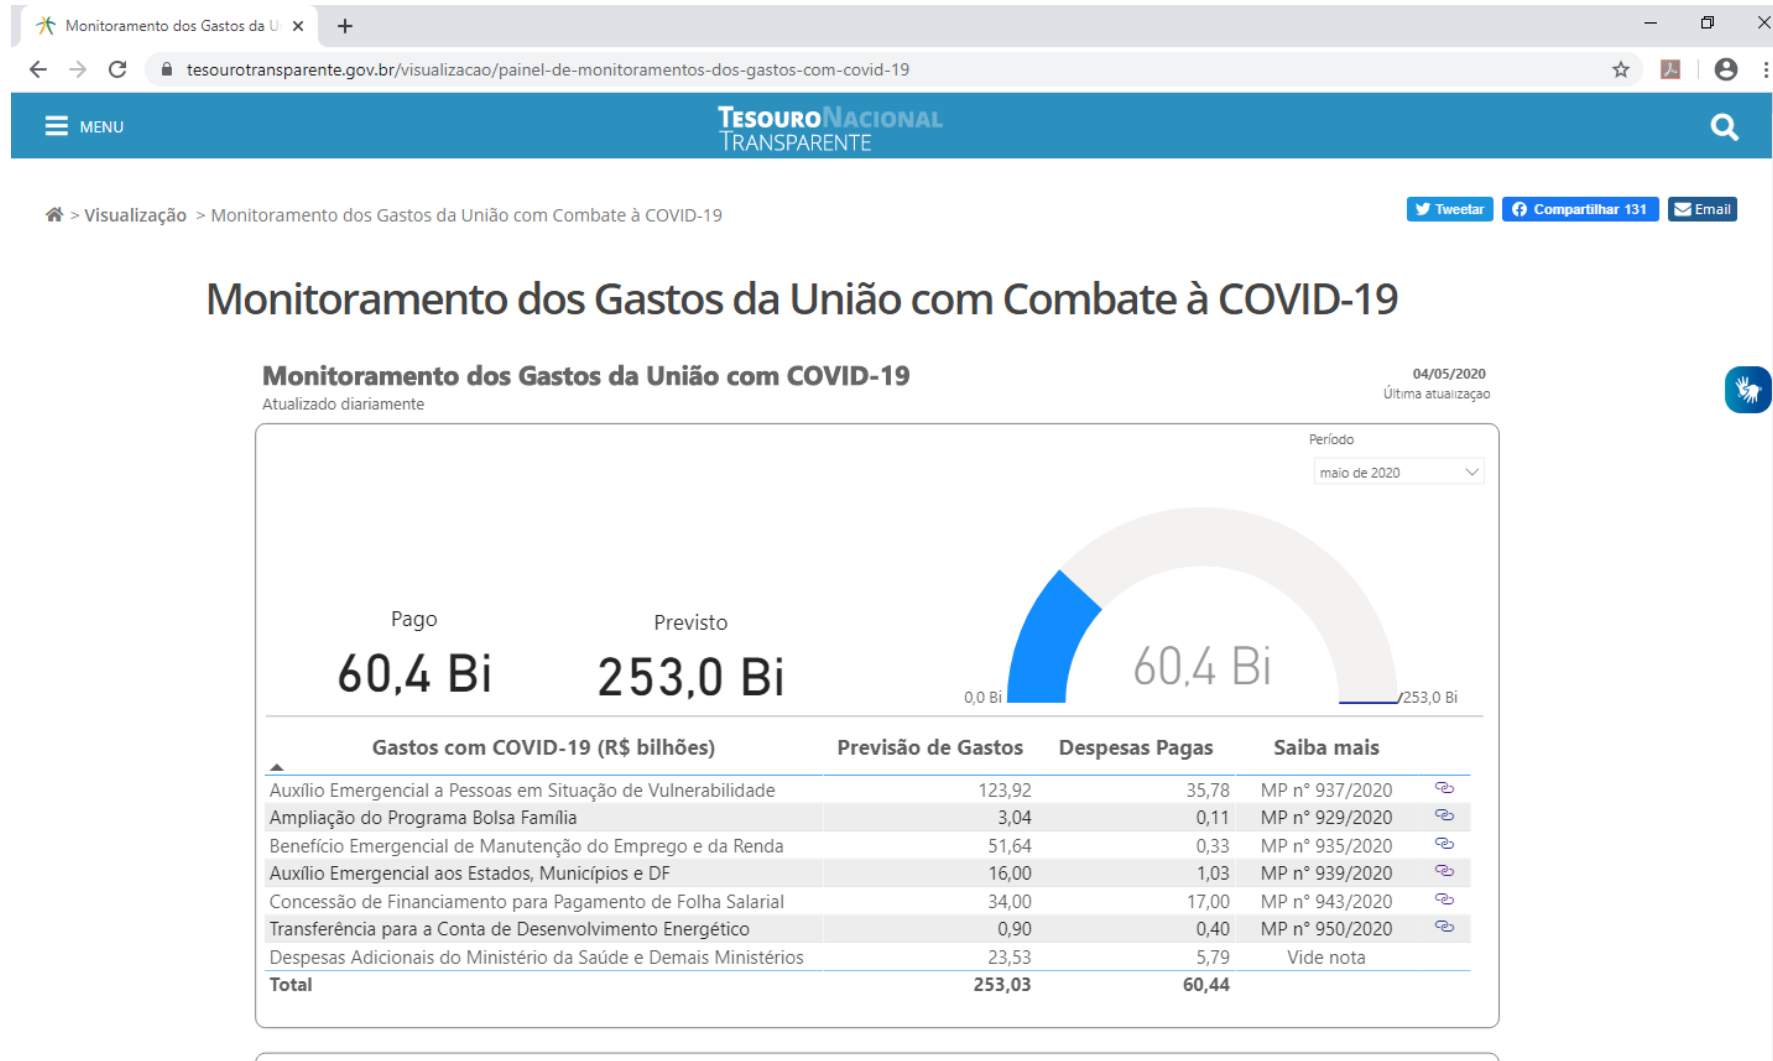 Monitoramento dos Gastos da U
tesourotransparente.gov.br/visualizacao/painel-de-monitoramentos-dos-gastos-com-covid-19
MENU
TESOURO NACIONAL
TRANSPARENTE
> Visualização > Monitoramento dos Gastos da União com Combate à COVID-19
Tweetar
Compartilhar 131
Email
Monitoramento dos Gastos da União com Combate à COVID-19
Monitoramento dos Gastos da União com COVID-19
04/05/2020
Atualizado diariamente
Última atualização
Período
maio de 2020
Pago
Previsto
60,4 Bi
253,0 Bi
60,4 Bi
0,0 Bi
253,0 Bi
Gastos com COVID-19 (R$ bilhões) Previsão de Gastos Despesas Pagas Saiba mais
Auxílio Emergencial a Pessoas em Situação de Vulnerabilidade 123,92 35,78 MP n° 937/2020
Ampliação do Programa Bolsa Família 3,04 0,11 MP n° 929/2020
Benefício Emergencial de Manutenção do Emprego e da Renda 51,64 0,33 MP n° 935/2020
Auxílio Emergencial aos Estados, Municípios e DF 16,00 1,03 MP n° 939/2020
Concessão de Financiamento para Pagamento de Folha Salarial 34,00 17,00 MP n° 943/2020
Transferência para a Conta de Desenvolvimento Energético 0,90 0,40 MP n° 950/2020
Despesas Adicionais do Ministério da Saúde e Demais Ministérios 23,53 5,79 Vide nota
Total 253,03 60,44